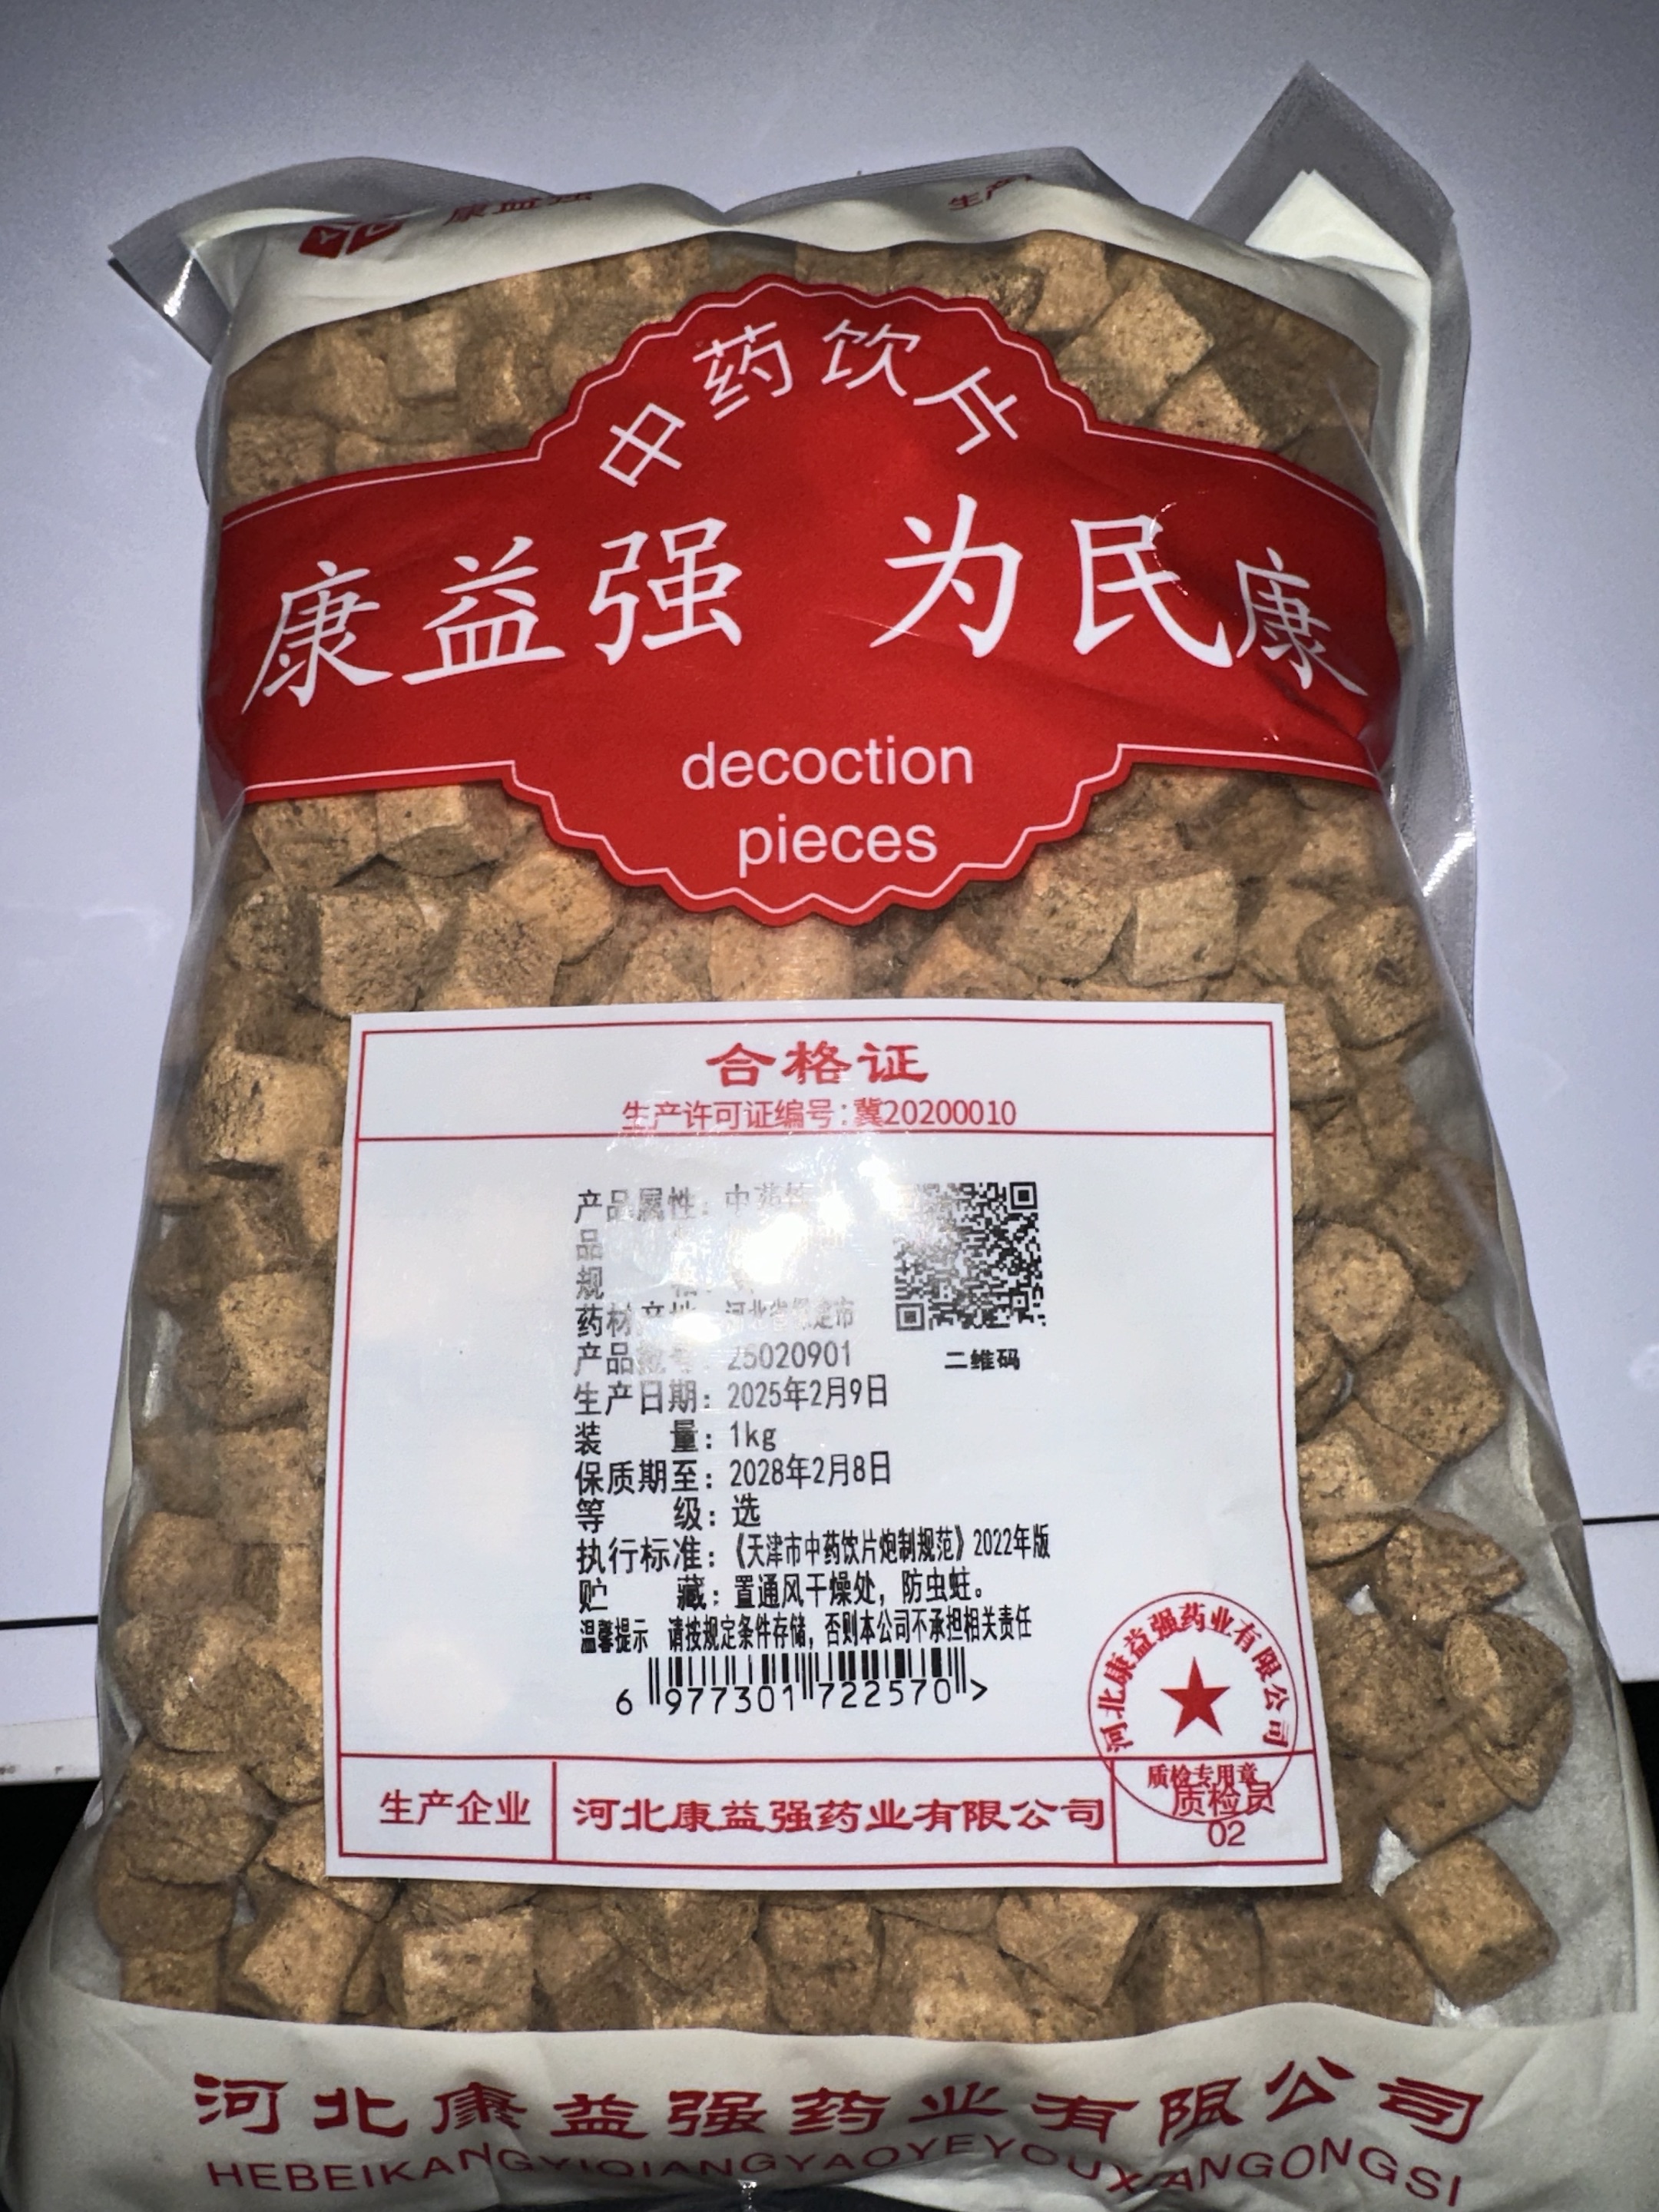 康益强
生产
中药饮片
康益强 为民康
decoction
pieces
合格证
生产许可证编号:冀20200010
产品属性: 中药
品
规 格:
药材产地: 河北省保定市
产品批号: 25020901
二维码
生产日期: 2025年2月9日
装 量: 1kg
保质期至: 2028年2月8日
等 级: 选
执行标准:《天津市中药饮片炮制规范》2022年版
贮 藏: 置通风干燥处, 防虫蛀。
温馨提示 请按规定条件存储, 否则本公司不承担相关责任
6 977301 722570 >
河北康益强药业有限公司
质检专用章
生产企业 河北康益强药业有限公司 质检员
02
河北康益强药业有限公司
HEBEIKANGYIQIANGYAOYEYOUXIANGONGSI